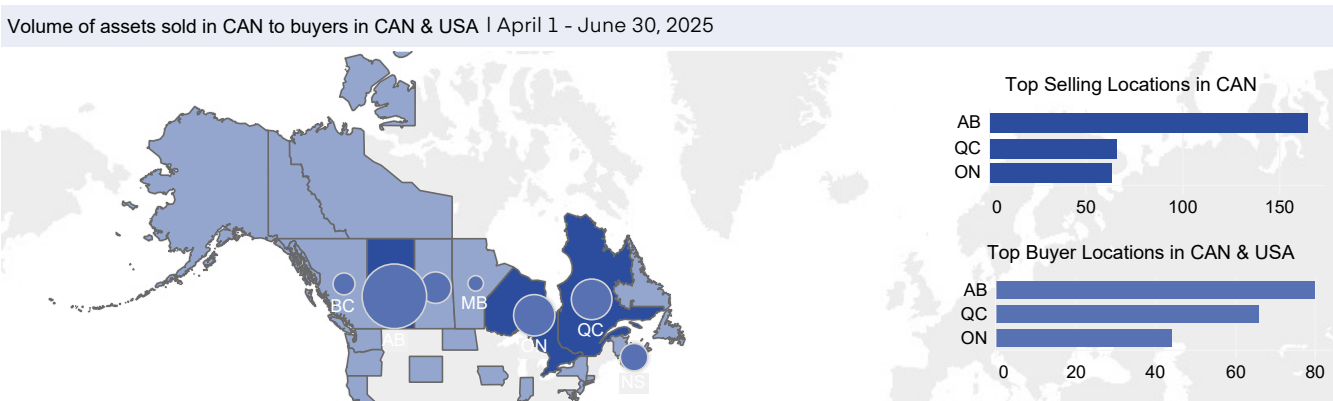 Volume of assets sold in CAN to buyers in CAN & USA | April 1 - June 30, 2025
Top Selling Locations in CAN
AB
QC
ON
0 50 100 150
Top Buyer Locations in CAN & USA
AB
QC
ON
0 20 40 60 80
BC
MB
AB
ON
QC
NS